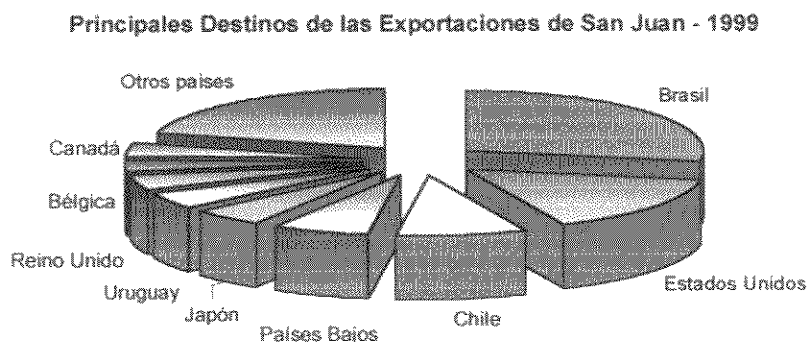 Principales Destinos de las Exportaciones de San Juan - 1999
Otros paises
Brasil
Canadá
Bélgica
Reino Unido
Uruguay
Japón
Países Bajos
Chile
Estados Unidos